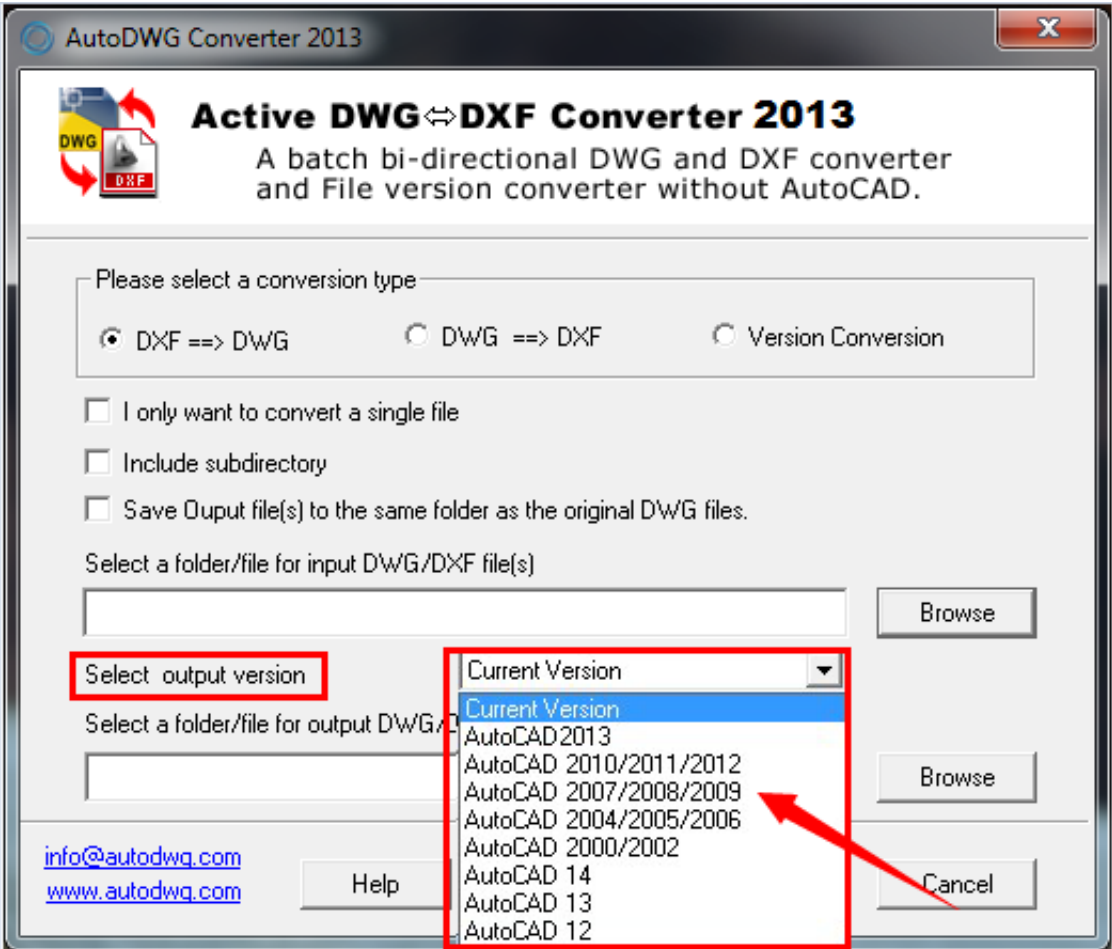 AutoDWG Converter 2013
x
DWG
DXF
Active DWG⇔DXF Converter 2013
A batch bi-directional DWG and DXF converter
and File version converter without AutoCAD.
Please select a conversion type
DXF ==> DWG
DWG ==> DXF
Version Conversion
I only want to convert a single file
Include subdirectory
Save Ouput file(s) to the same folder as the original DWG files.
Select a folder/file for input DWG/DXF file(s)
Browse
Select output version
Current Version
Current Version
AutoCAD2013
AutoCAD 2010/2011/2012
AutoCAD 2007/2008/2009
AutoCAD 2004/2005/2006
AutoCAD 2000/2002
AutoCAD 14
AutoCAD 13
AutoCAD 12
Select a folder/file for output DWG/
Browse
info@autodwg.com
www.autodwg.com
Help
Cancel